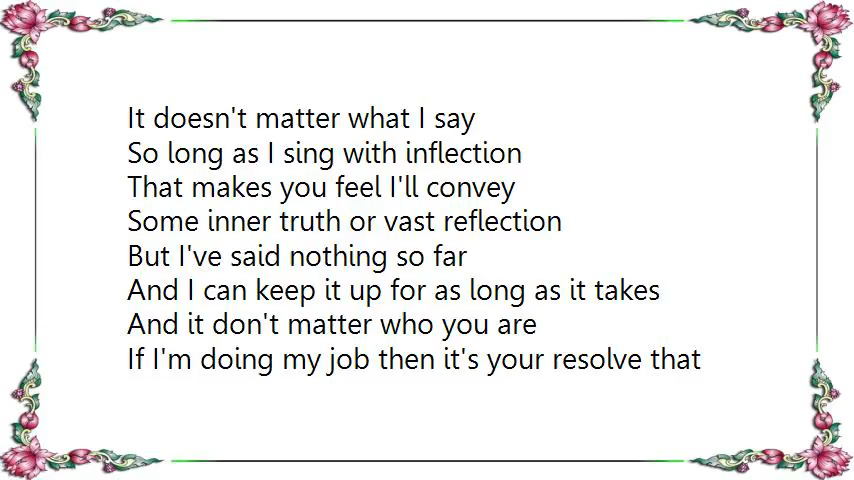 It doesn't matter what I say
So long as I sing with inflection
That makes you feel I'll convey
Some inner truth or vast reflection
But I've said nothing so far
And I can keep it up for as long as it takes
And it don't matter who you are
If I'm doing my job then it's your resolve that